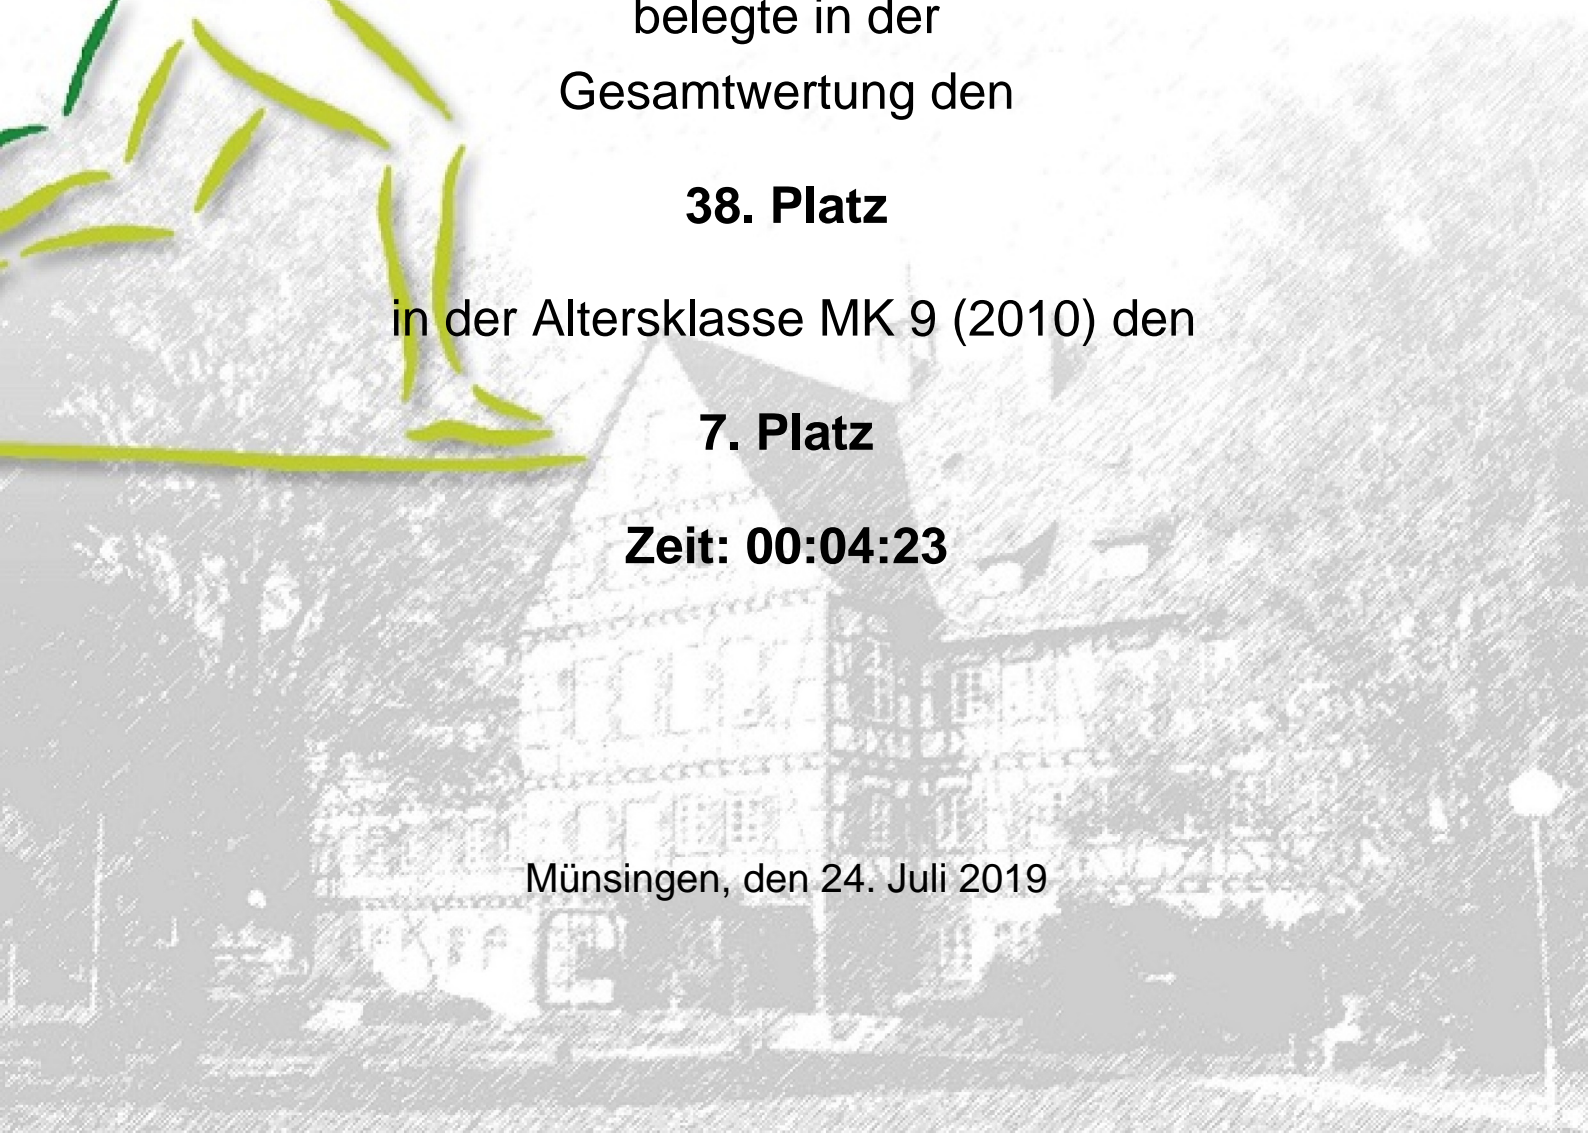 belegte in der
Gesamtwertung den
38. Platz
in der Altersklasse MK 9 (2010) den
7. Platz
Zeit: 00:04:23
Münsingen, den 24. Juli 2019